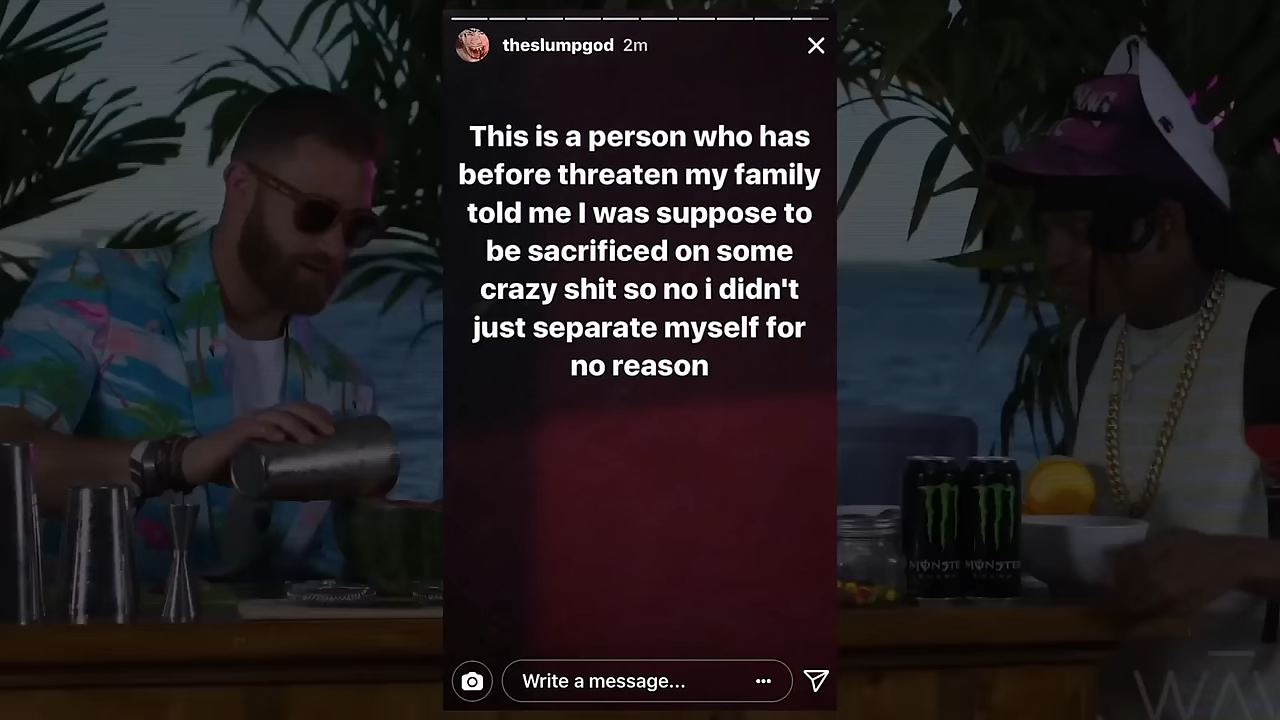 theslumpgod 2m
This is a person who has
before threaten my family
told me I was suppose to
be sacrificed on some
crazy shit so no i didn't
just separate myself for
no reason
MONSTER MONSTER
Write a message...